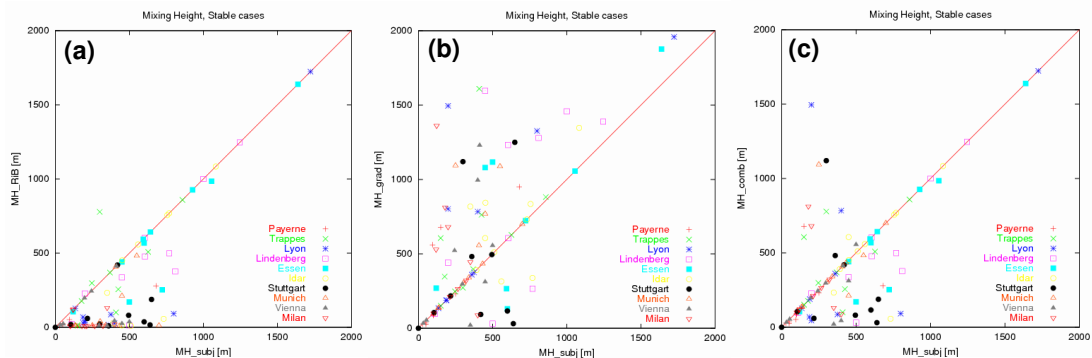 Mixing Height, Stable cases
(a)
MH_RiB [m]
2000
1500
1000
500
0
Payerne
Trappes
Lyon
Lindenberg
Essen
Idar
Stuttgart
Munich
Vienna
Milan
0 500 1000 1500 2000
MH_subj [m]
Mixing Height, Stable cases
(b)
MH_grad [m]
2000
1500
1000
500
0
Payerne
Trappes
Lyon
Lindenberg
Essen
Idar
Stuttgart
Munich
Vienna
Milan
0 500 1000 1500 2000
MH_subj [m]
Mixing Height, Stable cases
(c)
MH_comb [m]
2000
1500
1000
500
0
Payerne
Trappes
Lyon
Lindenberg
Essen
Idar
Stuttgart
Munich
Vienna
Milan
0 500 1000 1500 2000
MH_subj [m]